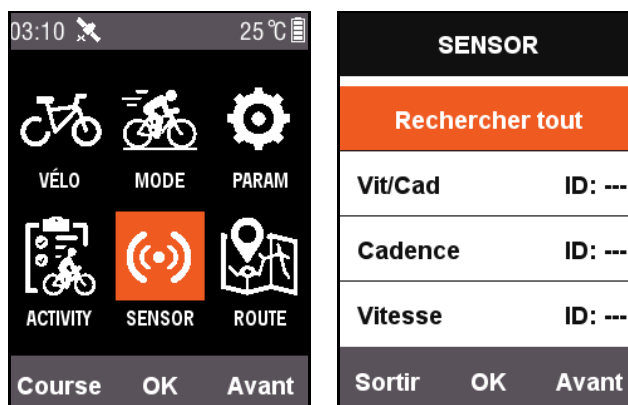 03:10 25 ℃
VÉLO MODE PARAM
ACTIVITY SENSOR ROUTE
Course OK Avant
SENSOR
Rechercher tout
Vit/Cad ID: ---
Cadence ID: ---
Vitesse ID: ---
Sortir OK Avant